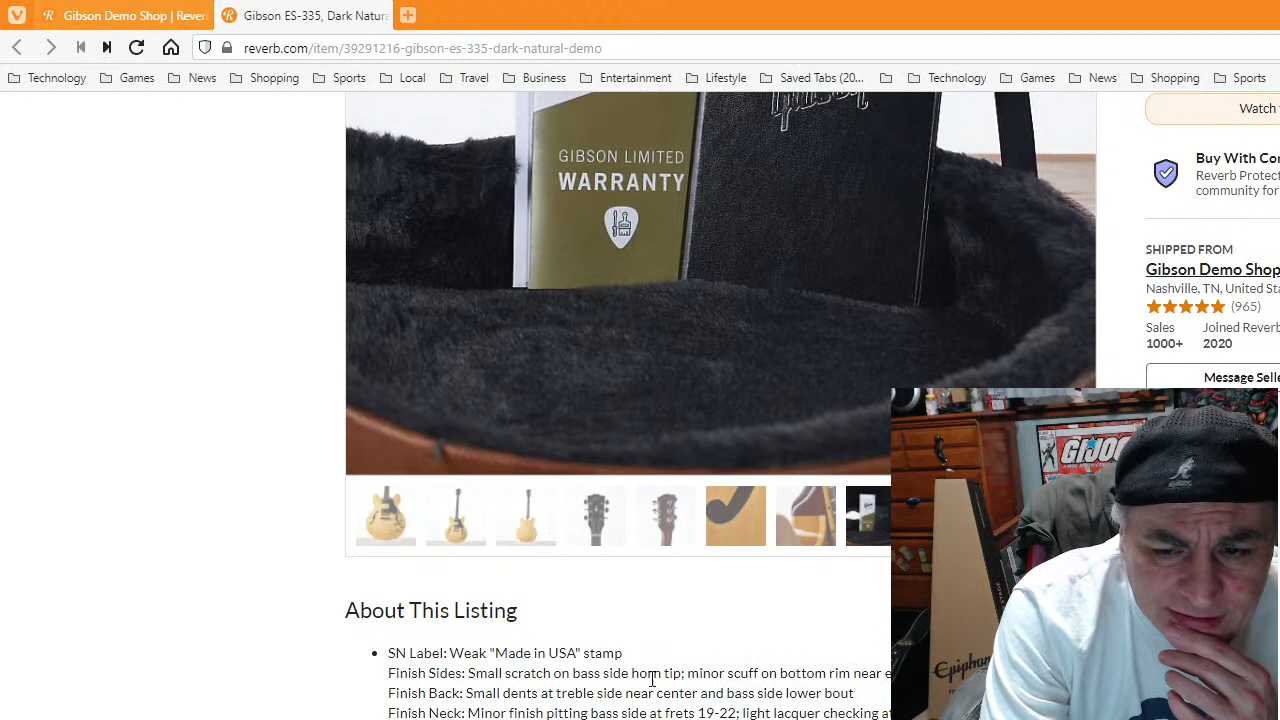 Gibson Demo Shop | Rever
Gibson ES-335, Dark Natura
reverb.com/item/39291216-gibson-es-335-dark-natural-demo
Technology Games News Shopping Sports Local Travel Business Entertainment Lifestyle Saved Tabs (20... Technology Games News Shopping Sports
GIBSON LIMITED
WARRANTY
Gibson
Watch
Buy With Con
Reverb Protect
community for
SHIPPED FROM
Gibson Demo Shop
Nashville, TN, United Sta
(965)
Sales Joined Reverb
1000+ 2020
Message Selle
About This Listing
SN Label: Weak "Made in USA" stamp
Finish Sides: Small scratch on bass side horn tip; minor scuff on bottom rim near e
Finish Back: Small dents at treble side near center and bass side lower bout
Finish Neck: Minor finish pitting bass side at frets 19-22; light lacquer checking at
G.I.JOE
KANGOL
Epiphone